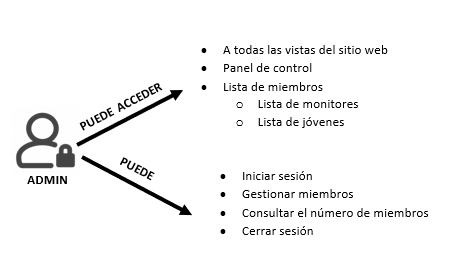 • A todas las vistas del sitio web
• Panel de control
• Lista de miembros
o Lista de monitores
o Lista de jóvenes
PUEDE ACCEDER
ADMIN
PUEDE
• Iniciar sesión
• Gestionar miembros
• Consultar el número de miembros
• Cerrar sesión